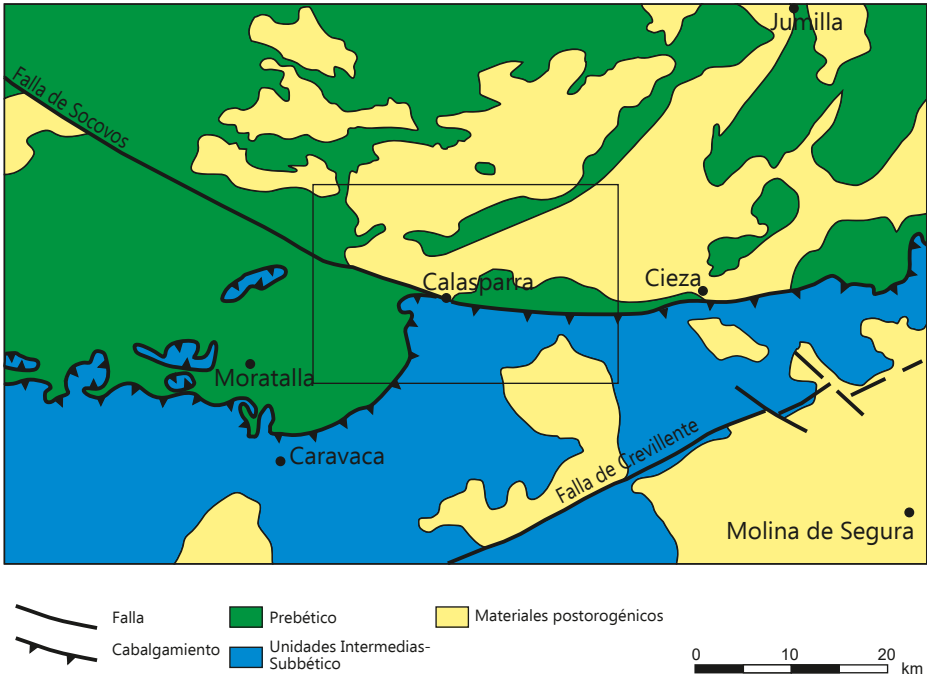 Jumilla
Falla de Socovos
Calasparra
Cieza
Moratalla
Caravaca
Falla de Crevillente
Molina de Segura
Falla
Prebético
Materiales postorogénicos
Cabalgamiento
Unidades Intermedias-
Subbético
0 10 20
km